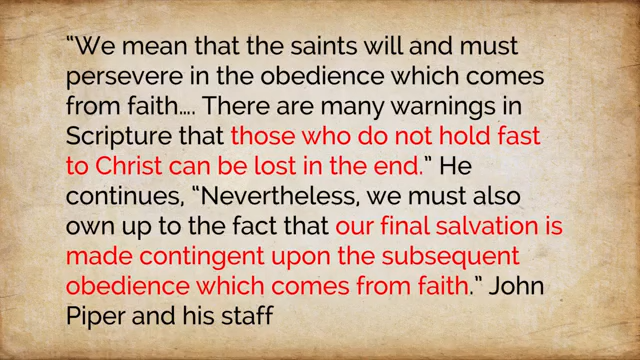 “We mean that the saints will and must
persevere in the obedience which comes
from faith…. There are many warnings in
Scripture that those who do not hold fast
to Christ can be lost in the end.” He
continues, “Nevertheless, we must also
own up to the fact that our final salvation is
made contingent upon the subsequent
obedience which comes from faith.” John
Piper and his staff